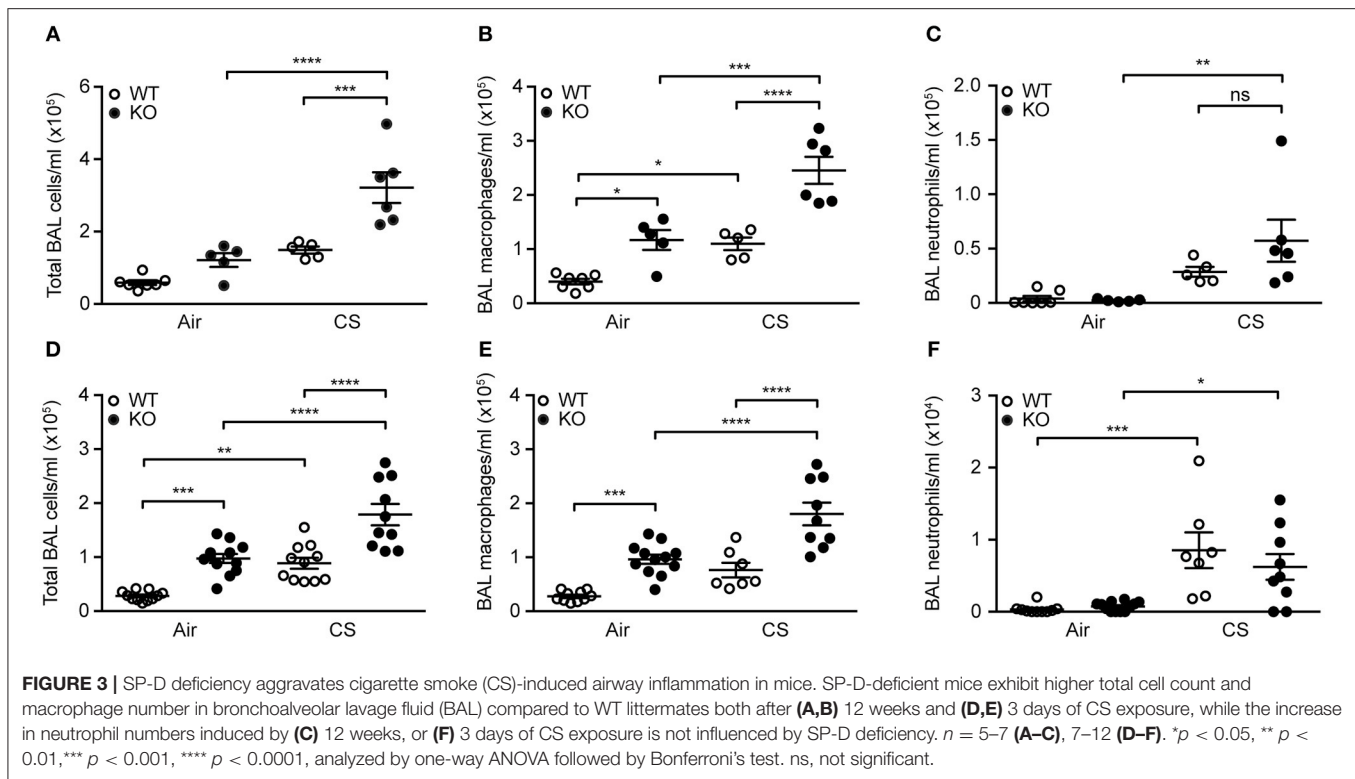 A
B
C
****
***
Total BAL cells/ml (x10⁵)
WT
KO
6
4
2
0
Air
CS
***
****
*
*
BAL macrophages/ml (x10⁵)
WT
KO
4
3
2
1
0
Air
CS
**
ns
BAL neutrophils/ml (x10⁵)
WT
KO
2.0
1.5
1.0
0.5
0
Air
CS
D
E
F
****
****
**
***
Total BAL cells/ml (x10⁵)
WT
KO
4
3
2
1
0
Air
CS
****
****
***
BAL macrophages/ml (x10⁵)
WT
KO
4
3
2
1
0
Air
CS
*
***
BAL neutrophils/ml (x10⁴)
WT
KO
3
2
1
0
Air
CS
FIGURE 3 | SP-D deficiency aggravates cigarette smoke (CS)-induced airway inflammation in mice. SP-D-deficient mice exhibit higher total cell count and
macrophage number in bronchoalveolar lavage fluid (BAL) compared to WT littermates both after (A,B) 12 weeks and (D,E) 3 days of CS exposure, while the increase
in neutrophil numbers induced by (C) 12 weeks, or (F) 3 days of CS exposure is not influenced by SP-D deficiency. n = 5–7 (A–C), 7–12 (D–F). *p < 0.05, ** p <
0.01,*** p < 0.001, **** p < 0.0001, analyzed by one-way ANOVA followed by Bonferroni's test. ns, not significant.